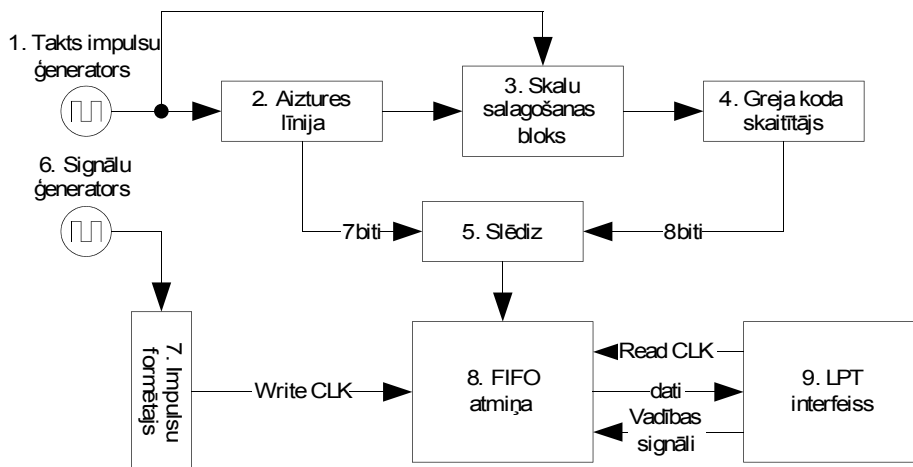 1. Takts impulsu
ģenerators
2. Aiztures
līnija
3. Skalu
salagošanas
bloks
4. Greja koda
skaitītājs
6. Signālu
ģenerators
7biti
5. Slēdiz
8biti
7. Impulsu
formētājs
Write CLK
8. FIFO
atmiņa
Read CLK
dati
Vadības
signāli
9. LPT
interfeiss